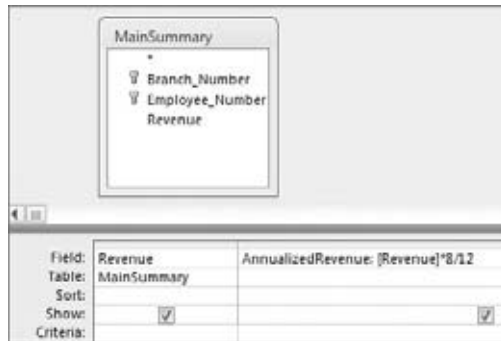 MainSummary
*
Branch_Number
Employee_Number
Revenue
Field: Revenue AnnualizedRevenue: [Revenue]*8/12
Table: MainSummary
Sort:
Show:
Criteria: